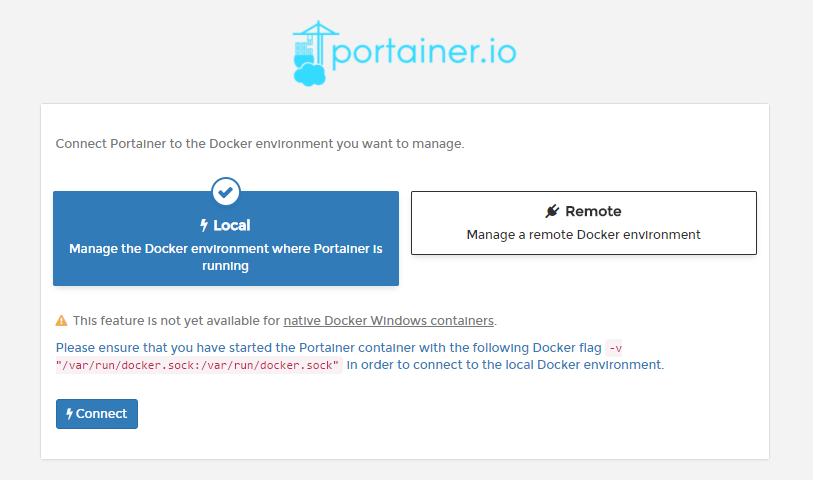 portainer.io
Connect Portainer to the Docker environment you want to manage.
Local
Manage the Docker environment where Portainer is
running
Remote
Manage a remote Docker environment
This feature is not yet available for native Docker Windows containers.
Please ensure that you have started the Portainer container with the following Docker flag -v
"/var/run/docker.sock:/var/run/docker.sock" in order to connect to the local Docker environment.
Connect